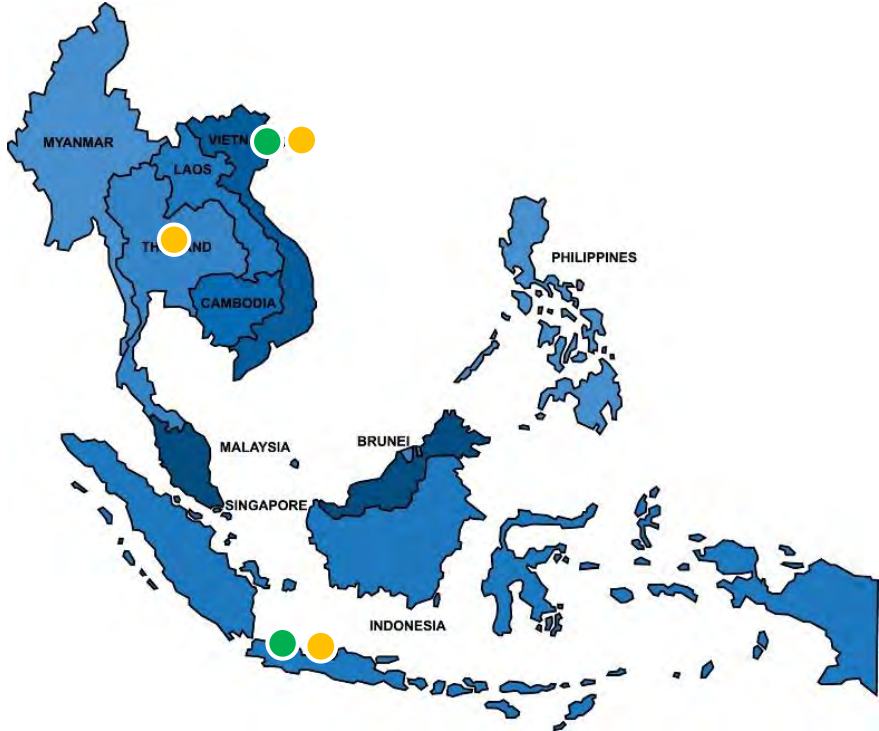 MYANMAR
LAOS
PHILIPPINES
CAMBODIA
BRUNEI
MALAYSIA
SINGAPORE
INDONESIA